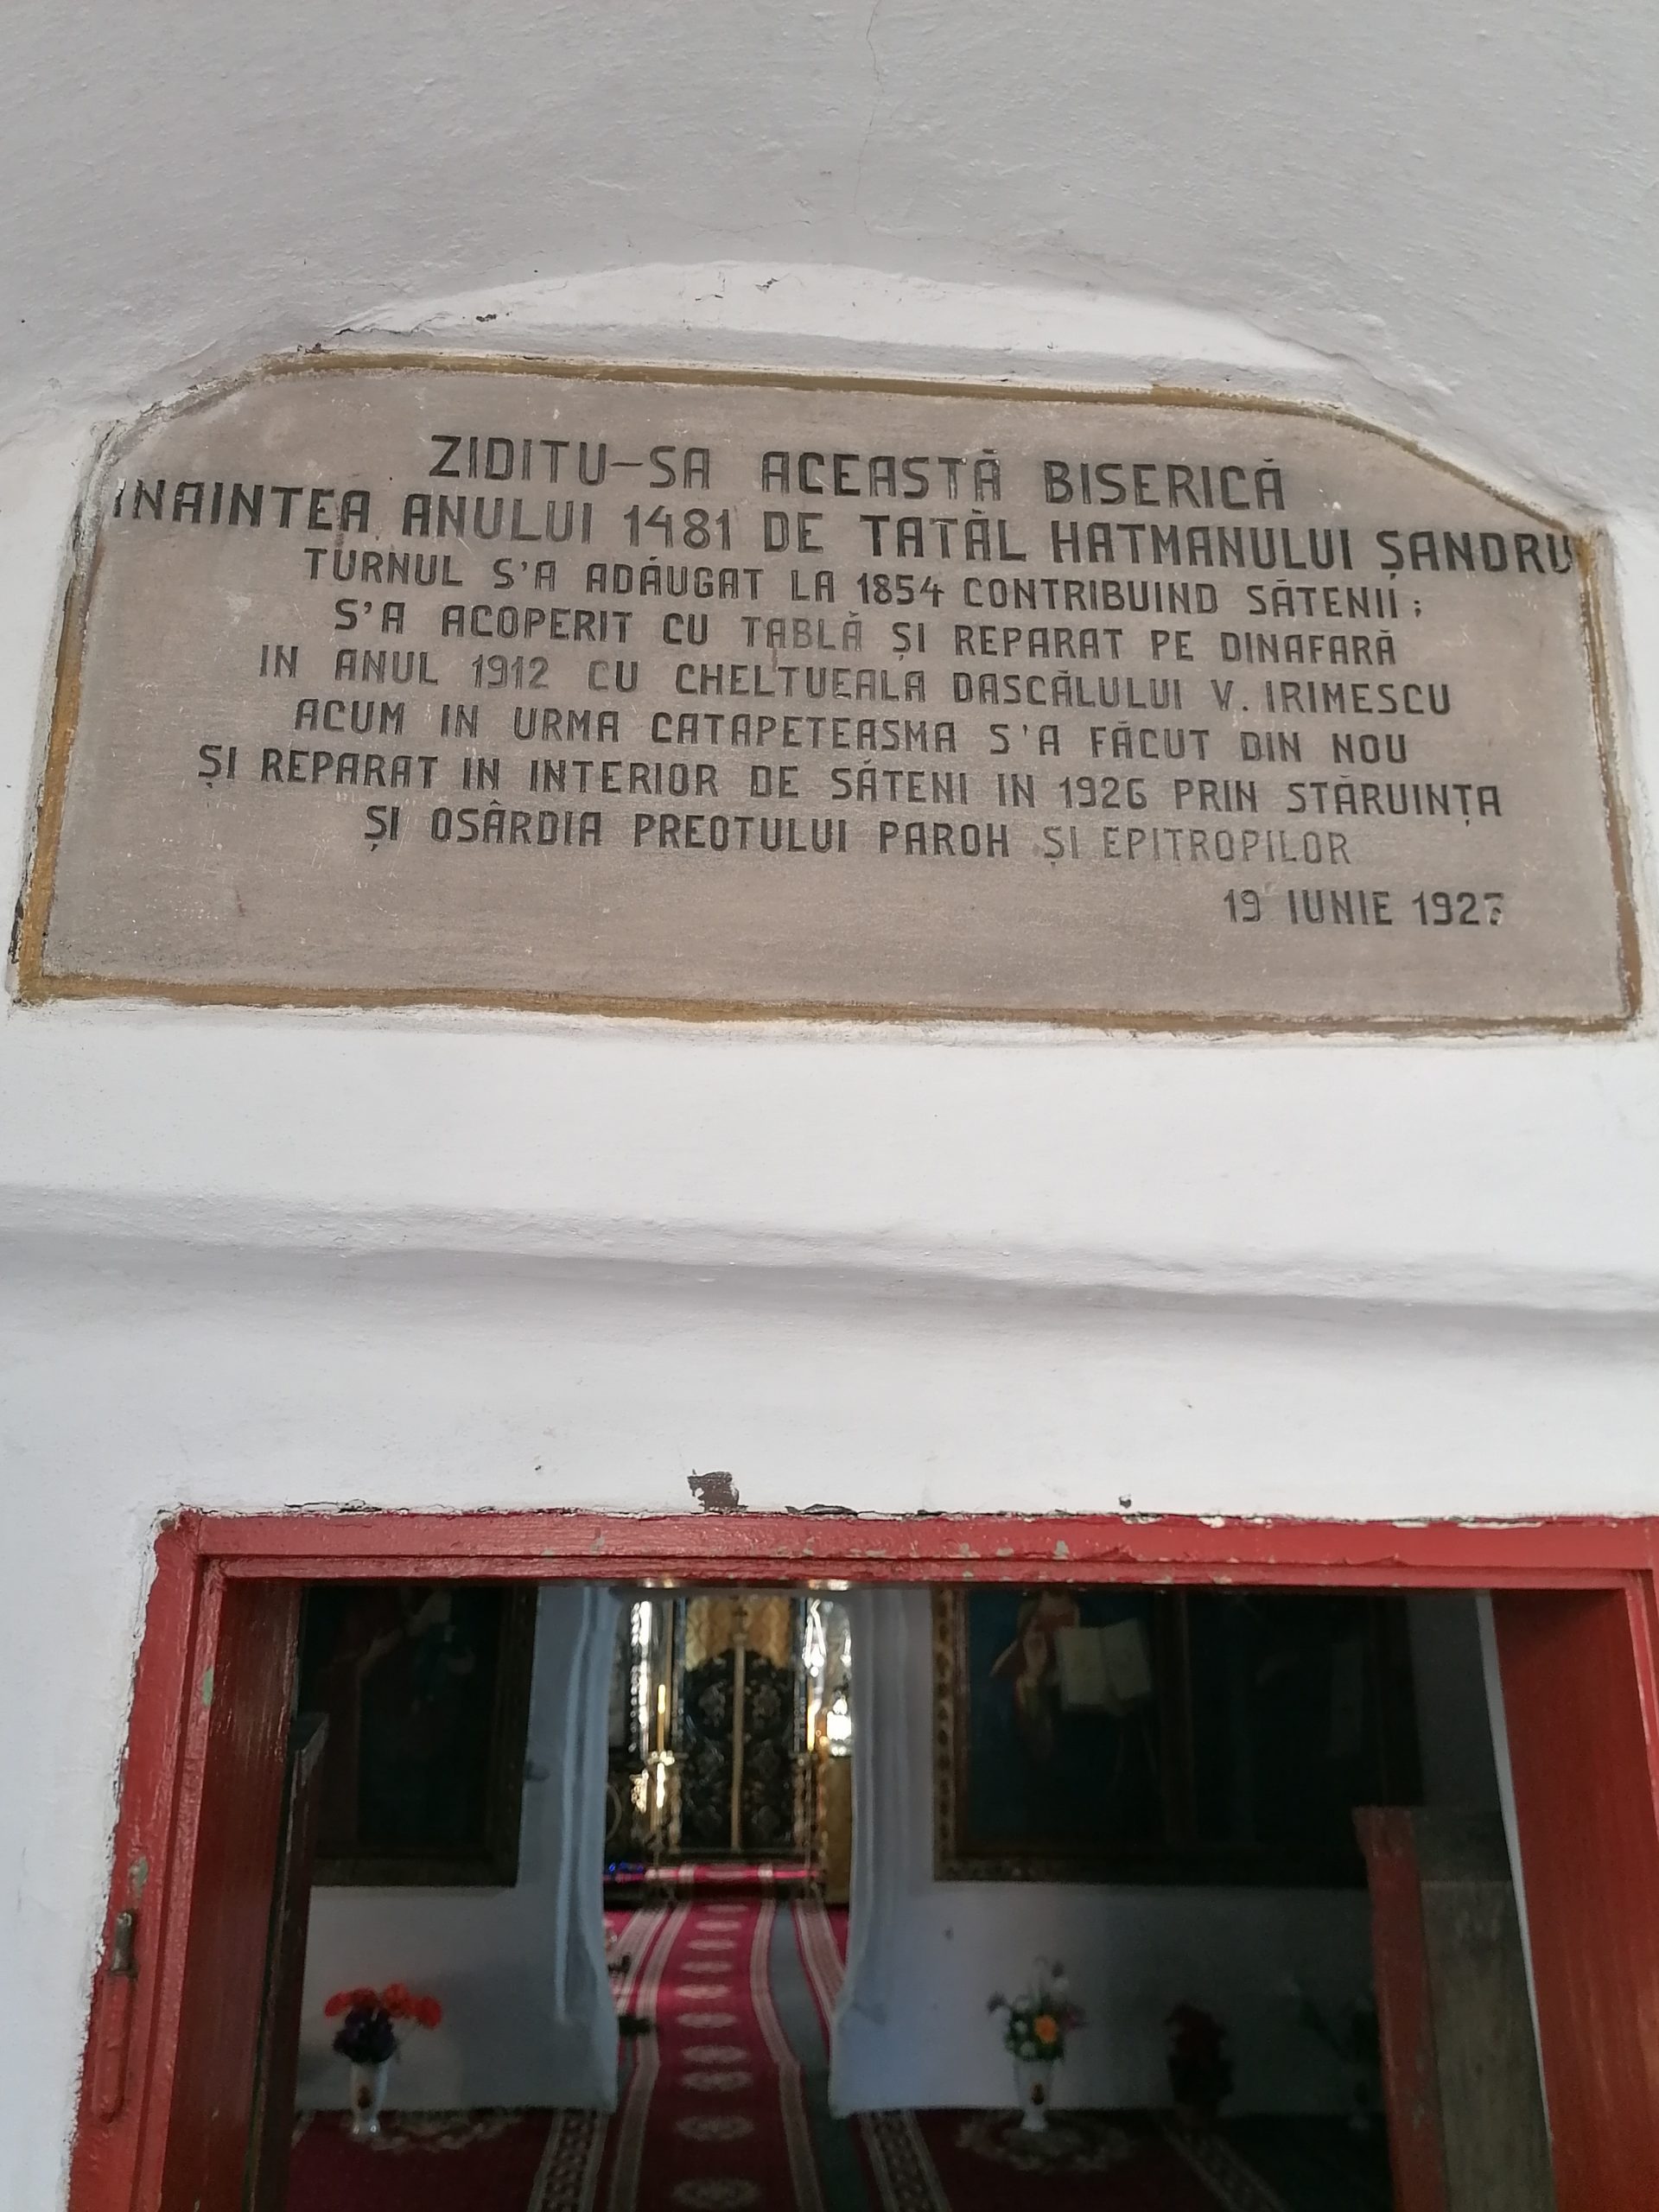 ZIDITU-SA ACEASTĂ BISERICĂ
INAINTEA ANULUI 1481 DE TATĂL HATMANULUI ȘANDRU
TURNUL S'A ADĂUGAT LA 1854 CONTRIBUIND SĂTENII;
S'A ACOPERIT CU TABLĂ ȘI REPARAT PE DINAFARĂ
IN ANUL 1912 CU CHELTUEALA DASCĂLULUI V. IRIMESCU
ACUM IN URMA CATAPETEASMA S'A FĂCUT DIN NOU
ȘI REPARAT IN INTERIOR DE SĂTENI IN 1926 PRIN STĂRUINȚA
ȘI OSÂRDIA PREOTULUI PAROH ȘI EPITROPILOR
19 IUNIE